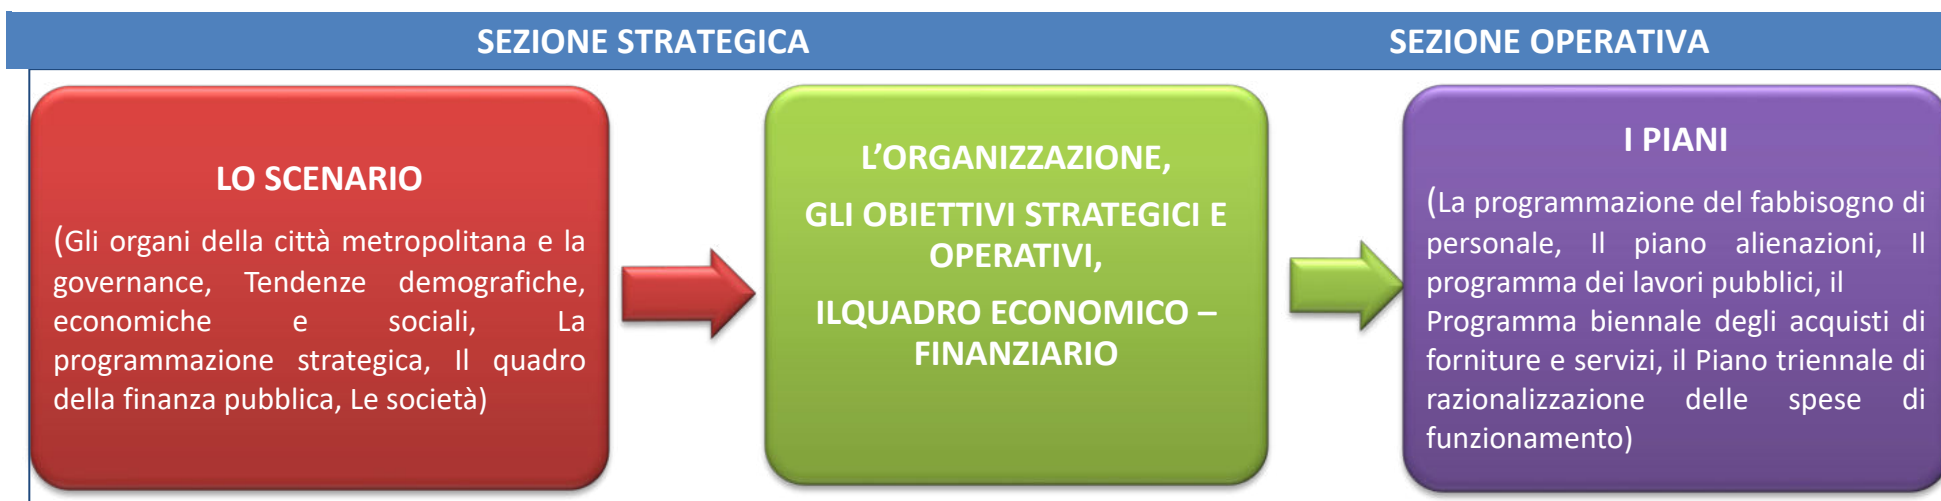 SEZIONE STRATEGICA
SEZIONE OPERATIVA
LO SCENARIO
(Gli organi della città metropolitana e la
governance, Tendenze demografiche,
economiche e sociali, La
programmazione strategica, Il quadro
della finanza pubblica, Le società)
L’ORGANIZZAZIONE,
GLI OBIETTIVI STRATEGICI E
OPERATIVI,
ILQUADRO ECONOMICO –
FINANZIARIO
I PIANI
(La programmazione del fabbisogno di
personale, Il piano alienazioni, Il
programma dei lavori pubblici, il
Programma biennale degli acquisti di
forniture e servizi, il Piano triennale di
razionalizzazione delle spese di
funzionamento)